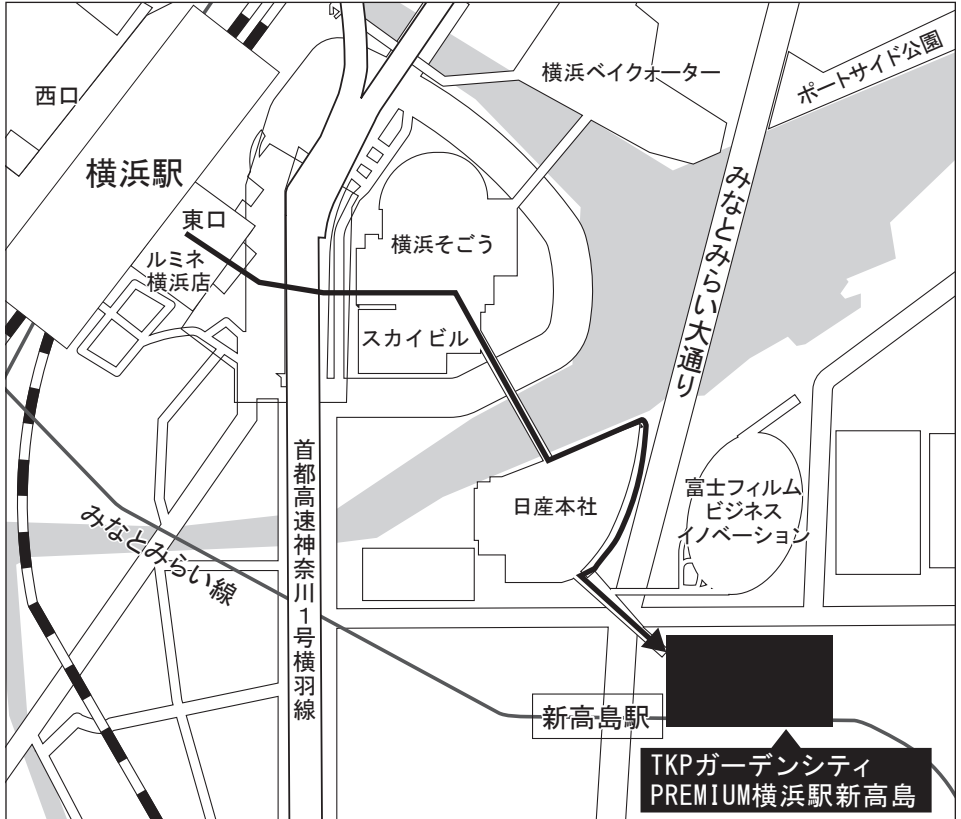 西口
横浜駅
東口
ルミネ
横浜店
横浜ベイクォーター
ポートサイド公園
横浜そごう
スカイビル
みなとみらい大通り
首都高速神奈川1号横羽線
みなとみらい線
日産本社
富士フィルム
ビジネス
イノベーション
新高島駅
TKPガーデンシティ
PREMIUM横浜駅新高島